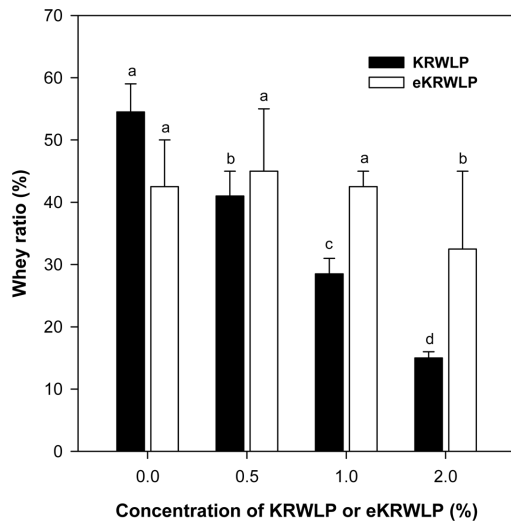 70
60
50
40
30
20
10
0
Whey ratio (%)
KRWLP
eKRWLP
a
a
b
a
c
a
d
b
0.0
0.5
1.0
2.0
Concentration of KRWLP or eKRWLP (%)